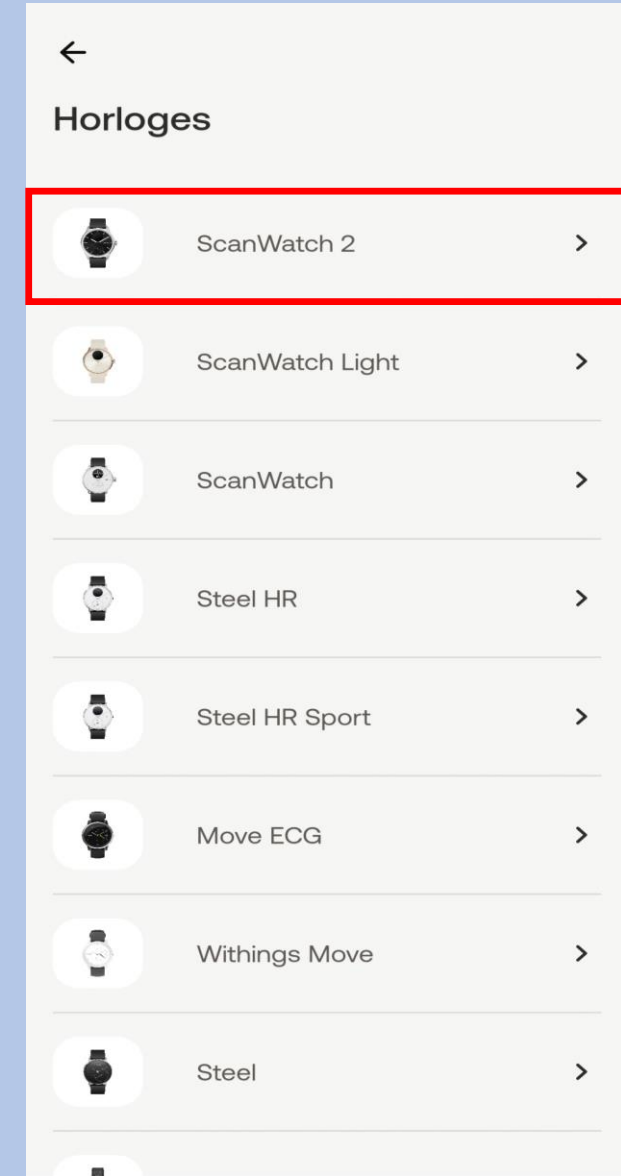 Horloges
ScanWatch 2
ScanWatch Light
ScanWatch
Steel HR
Steel HR Sport
Move ECG
Withings Move
Steel